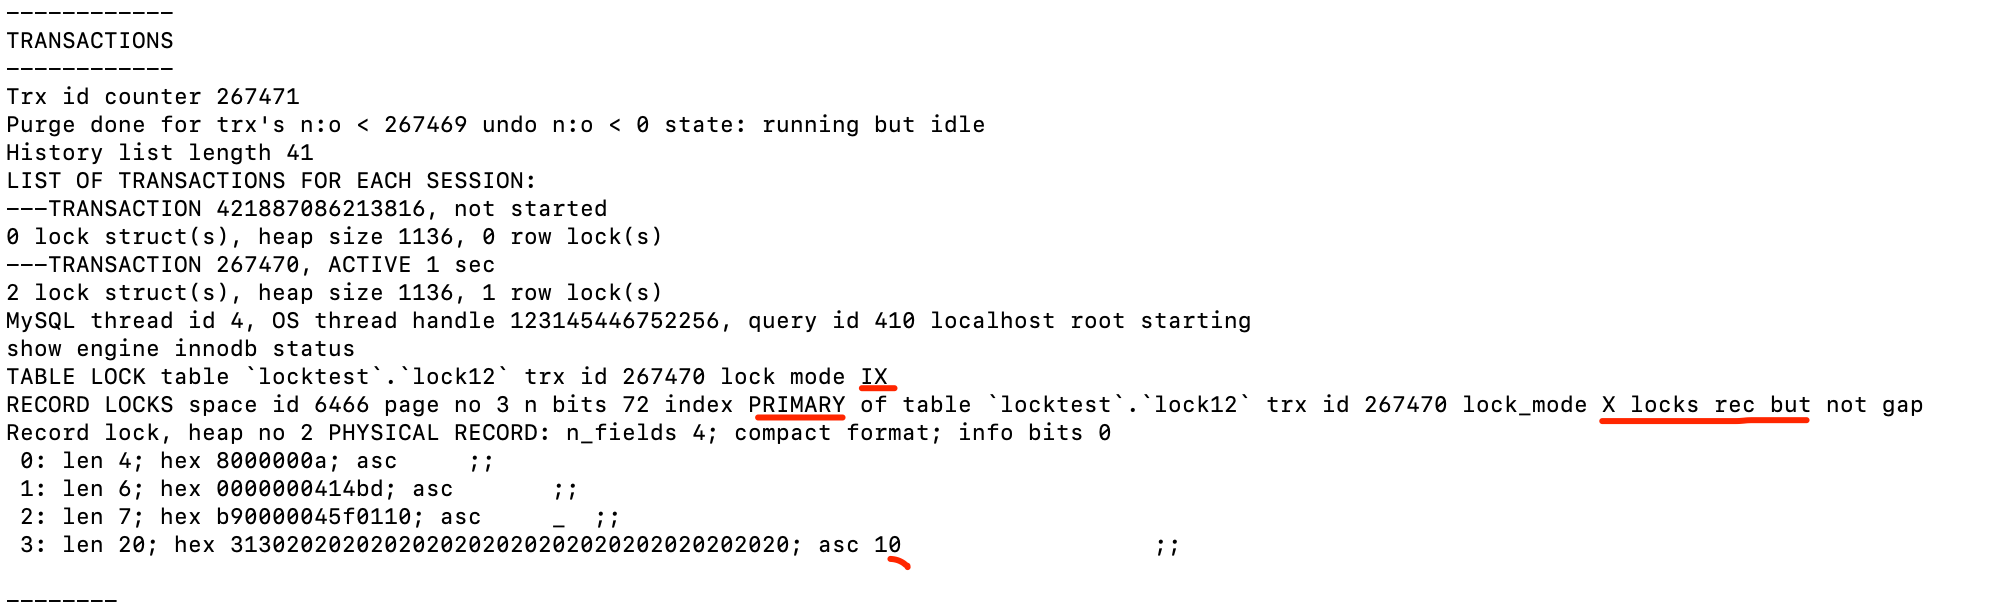 ------------
TRANSACTIONS
------------
Trx id counter 267471
Purge done for trx's n:o < 267469 undo n:o < 0 state: running but idle
History list length 41
LIST OF TRANSACTIONS FOR EACH SESSION:
---TRANSACTION 421887086213816, not started
0 lock struct(s), heap size 1136, 0 row lock(s)
---TRANSACTION 267470, ACTIVE 1 sec
2 lock struct(s), heap size 1136, 1 row lock(s)
MySQL thread id 4, OS thread handle 123145446752256, query id 410 localhost root starting
show engine innodb status
TABLE LOCK table `locktest`.`lock12` trx id 267470 lock mode IX
RECORD LOCKS space id 6466 page no 3 n bits 72 index PRIMARY of table `locktest`.`lock12` trx id 267470 lock_mode X locks rec but not gap
Record lock, heap no 2 PHYSICAL RECORD: n_fields 4; compact format; info bits 0
 0: len 4; hex 8000000a; asc     ;;
 1: len 6; hex 0000000414bd; asc       ;;
 2: len 7; hex b90000045f0110; asc     _  ;;
 3: len 20; hex 3130202020202020202020202020202020202020; asc 10                  ;;
--------